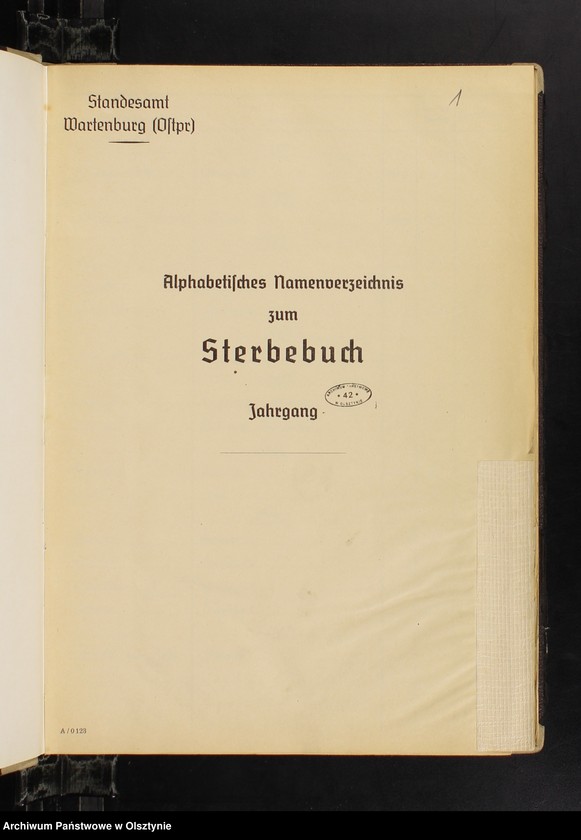 Standesamt
Wartenburg (Ostpr)
1
Alphabetisches Namenverzeichnis
zum
Sterbebuch
Jahrgang
* 42 *
A / 0123
Archiwum Państwowe w Olsztynie